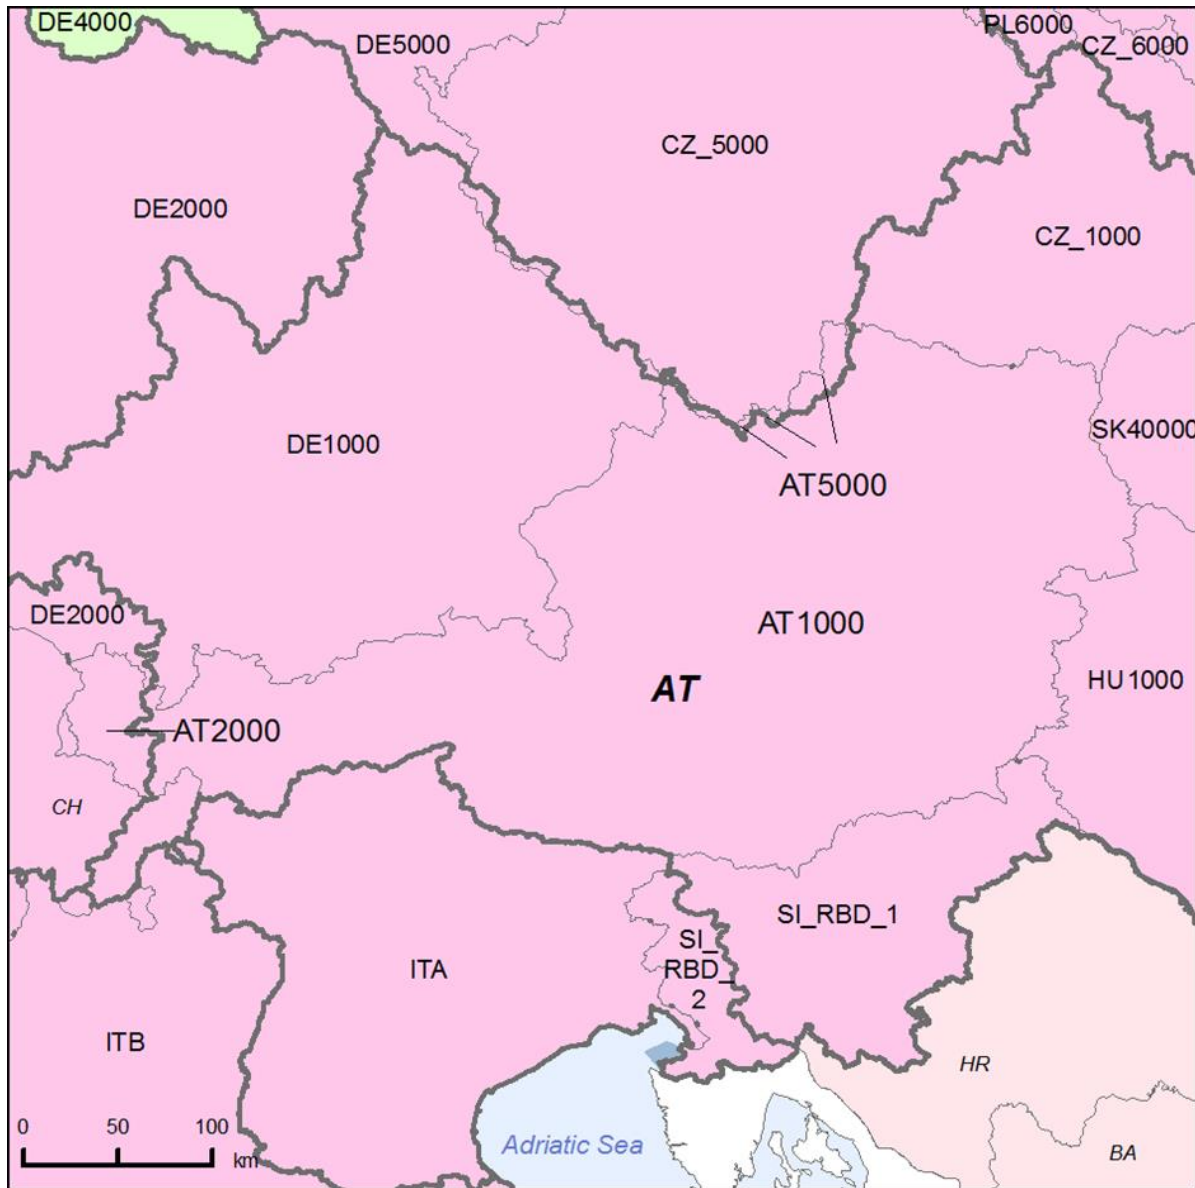 DE4000
DE5000
PL6000
CZ_6000
CZ_5000
DE2000
CZ_1000
DE1000
SK40000
AT5000
DE2000
AT1000
HU1000
AT
AT2000
CH
SI_RBD_1
SI_
RBD_
2
ITA
ITB
HR
0 50 100
km
Adriatic Sea
BA